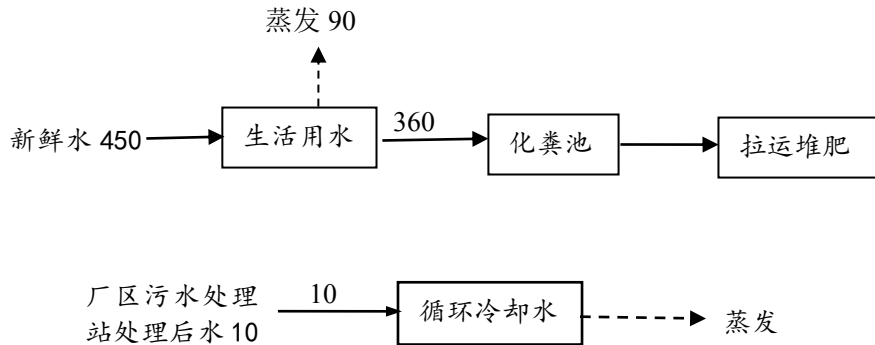 蒸发 90
新鲜水 450
生活用水
360
化粪池
拉运堆肥
厂区污水处理
站处理后水 10
10
循环冷却水
蒸发